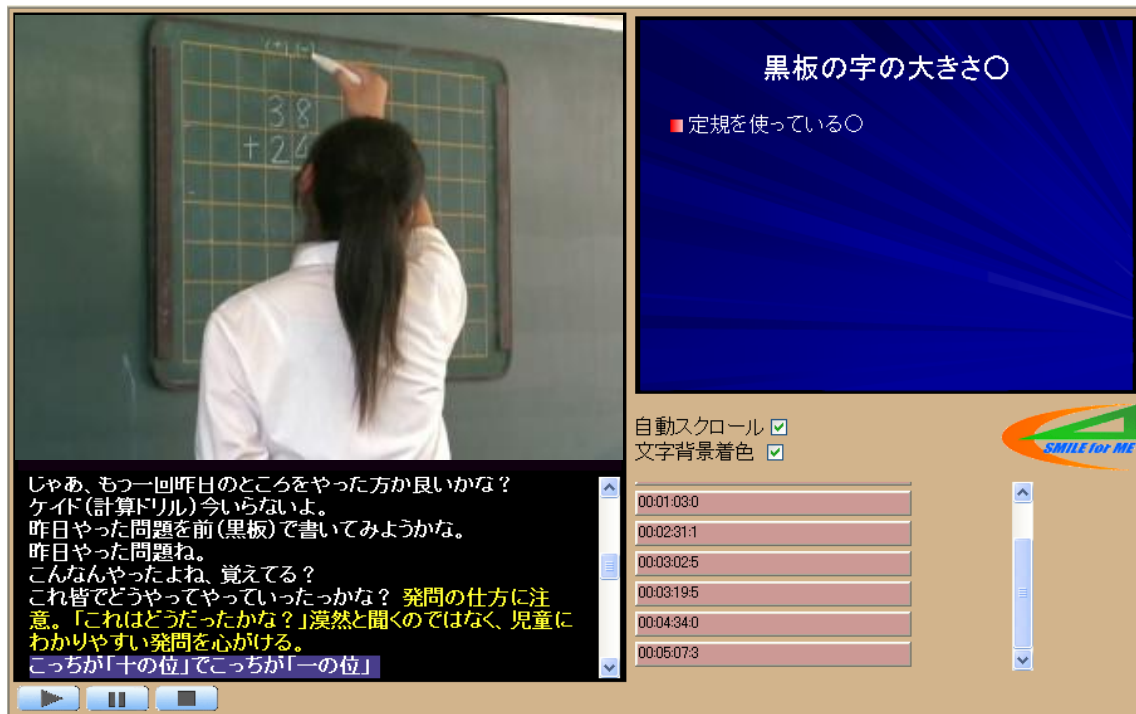 38
+2
黒板の字の大きさ○
定規を使っている○
自動スクロール
文字背景着色
SMILE for ME
じゃあ、もっ一回昨日のところをやった方が良いかな?
ケイド(計算ドリル)今いらないよ。
昨日やった問題を前(黒板)で書いてみようかな。
昨日やった問題ね。
こんなんやったよね、覚えてる?
これ皆でどうやってやっていったっかな? 発問の仕方に注
意。「これはどうだったかな?」漠然と聞くのではなく、児童に
わかりやすい発問を心がける。
こっちが「十の位」でこっちが「一の位」
00:01:03:0
00:02:31:1
00:03:02:5
00:03:19:5
00:04:34:0
00:05:07:3